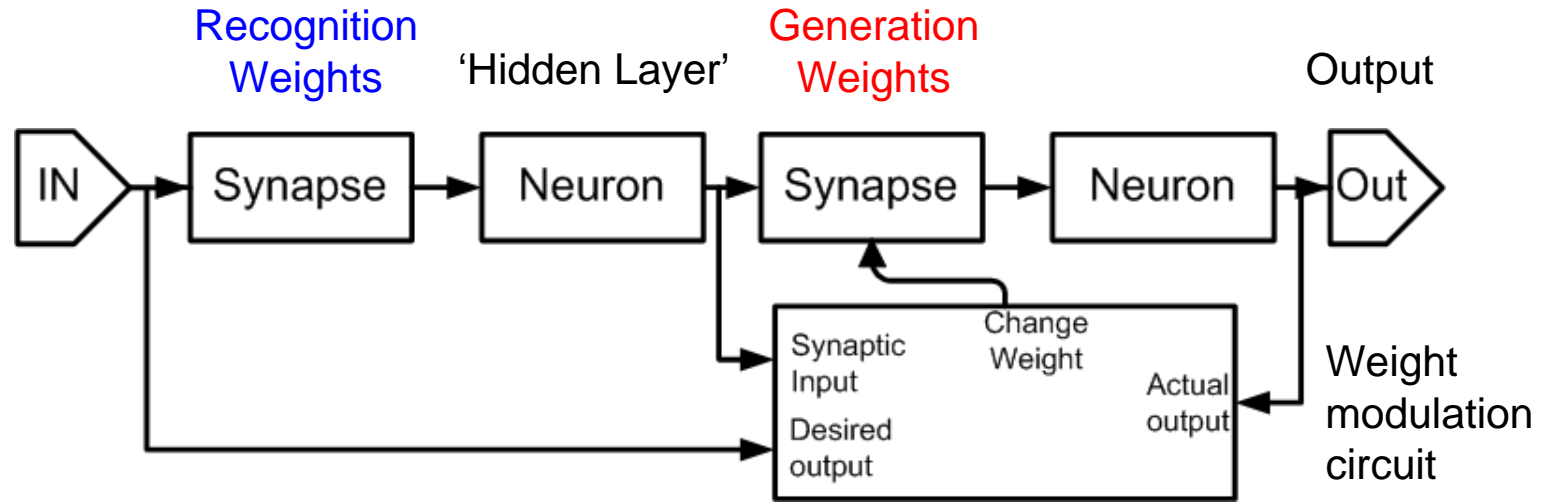 Recognition
Weights
‘Hidden Layer’
Generation
Weights
Output
IN
Synapse
Neuron
Synapse
Neuron
Out
Change
Weight
Synaptic
Input
Desired
output
Actual
output
Weight
modulation
circuit